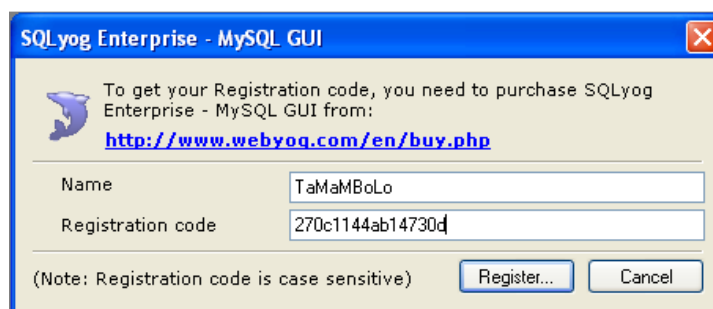 SQLyog Enterprise - MySQL GUI
To get your Registration code, you need to purchase SQLyog
Enterprise - MySQL GUI from:
http://www.webyog.com/en/buy.php
Name TaMaMBoLo
Registration code 270c1144ab14730d
(Note: Registration code is case sensitive) Register... Cancel